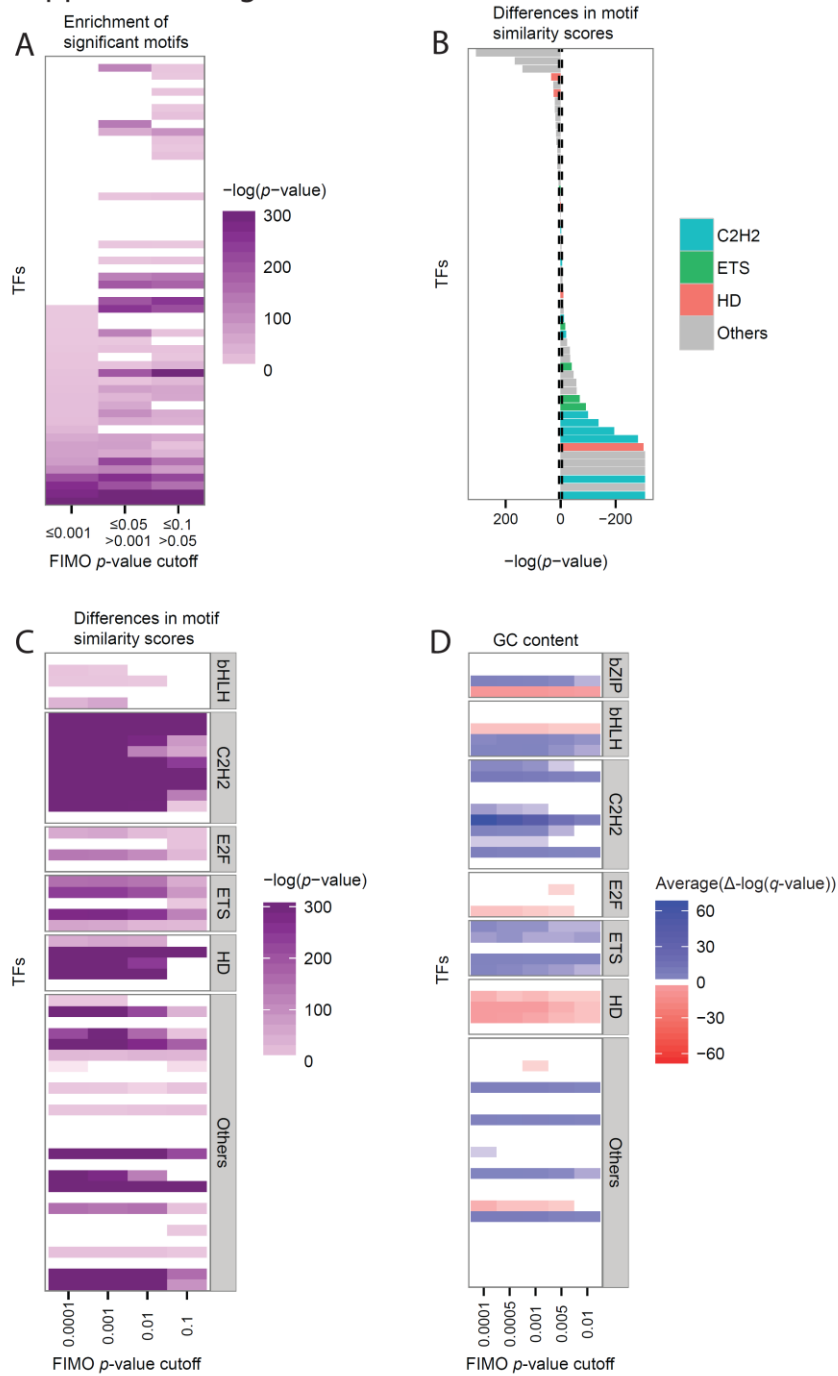 A
Enrichment of
significant motifs
TFs
≤0.001
≤0.05
>0.001
≤0.1
>0.05
FIMO p-value cutoff
−log(p−value)
300
200
100
0
B
Differences in motif
similarity scores
TFs
200
0
−200
−log(p−value)
C2H2
ETS
HD
Others
C
Differences in motif
similarity scores
TFs
bHLH
C2H2
E2F
ETS
HD
Others
0.0001
0.001
0.01
0.1
FIMO p-value cutoff
−log(p−value)
300
200
100
0
D
GC content
TFs
bZIP
bHLH
C2H2
E2F
ETS
HD
Others
0.0001
0.0005
0.001
0.005
0.01
FIMO p-value cutoff
Average(Δ-log(q-value))
60
30
0
−30
−60